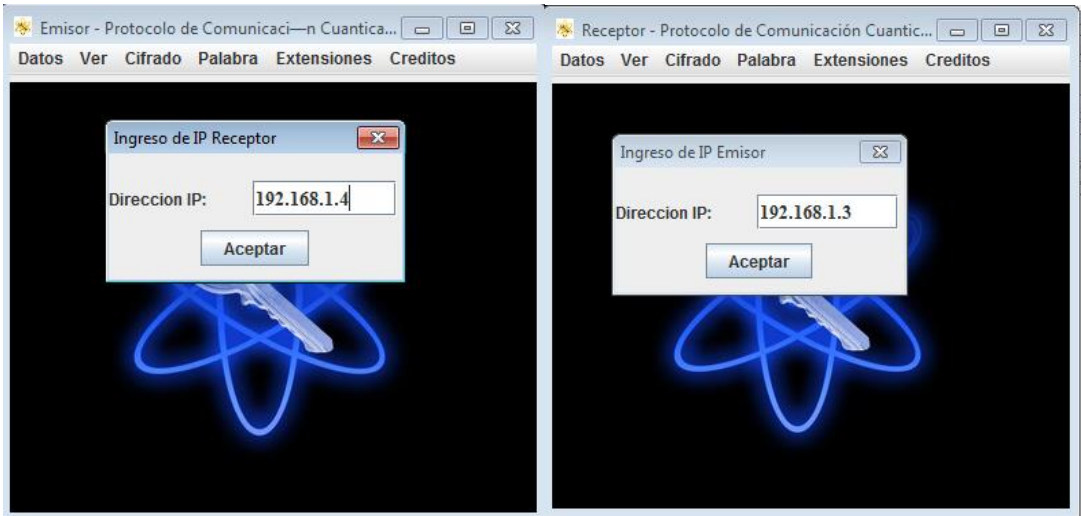 Emisor - Protocolo de Comunicaci—n Cuantica...
Datos Ver Cifrado Palabra Extensiones Creditos
Ingreso de IP Receptor
Direccion IP: 192.168.1.4
Aceptar
Receptor - Protocolo de Comunicación Cuantic...
Datos Ver Cifrado Palabra Extensiones Creditos
Ingreso de IP Emisor
Direccion IP: 192.168.1.3
Aceptar